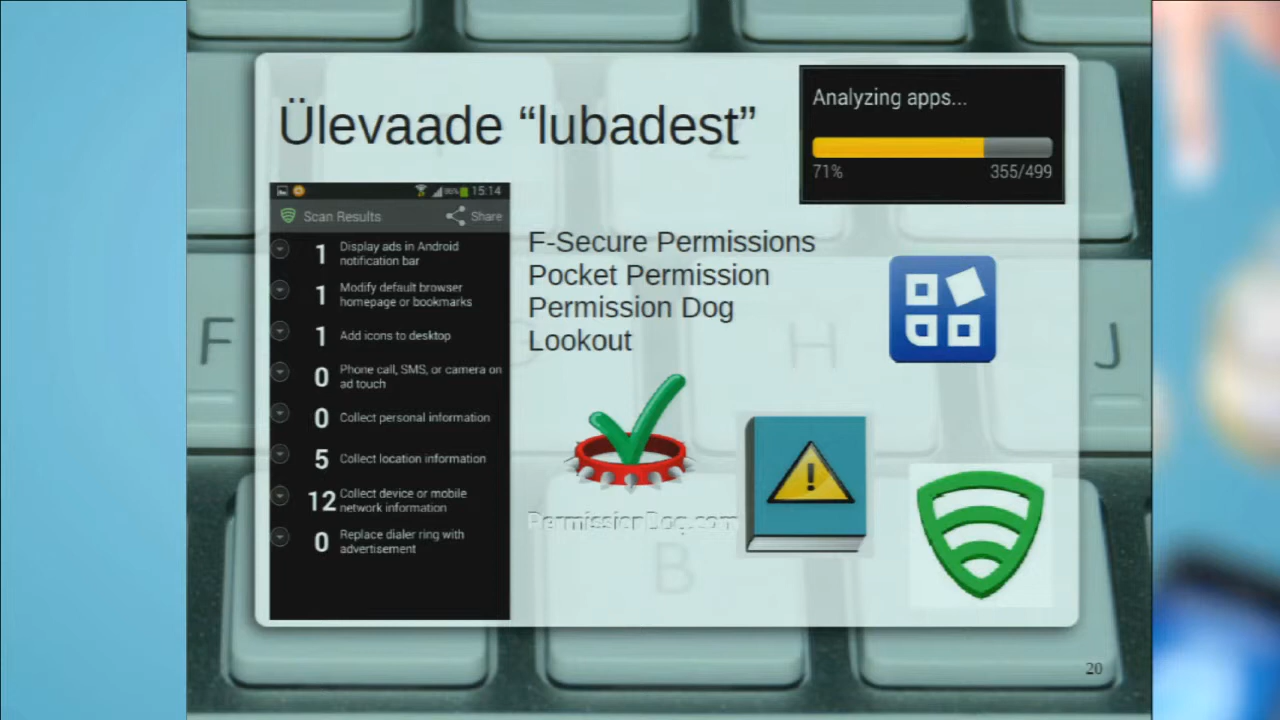 Ülevaade “lubadest”
Analyzing apps...
71%
355/499
86%
15:14
Scan Results
Share
1
Display ads in Android
notification bar
1
Modify default browser
homepage or bookmarks
1
Add icons to desktop
0
Phone call, SMS, or camera on
ad touch
0
Collect personal information
5
Collect location information
12
Collect device or mobile
network information
0
Replace dialer ring with
advertisement
F-Secure Permissions
Pocket Permission
Permission Dog
Lookout
PermissionDog.com
!
F
G
H
J
B
20